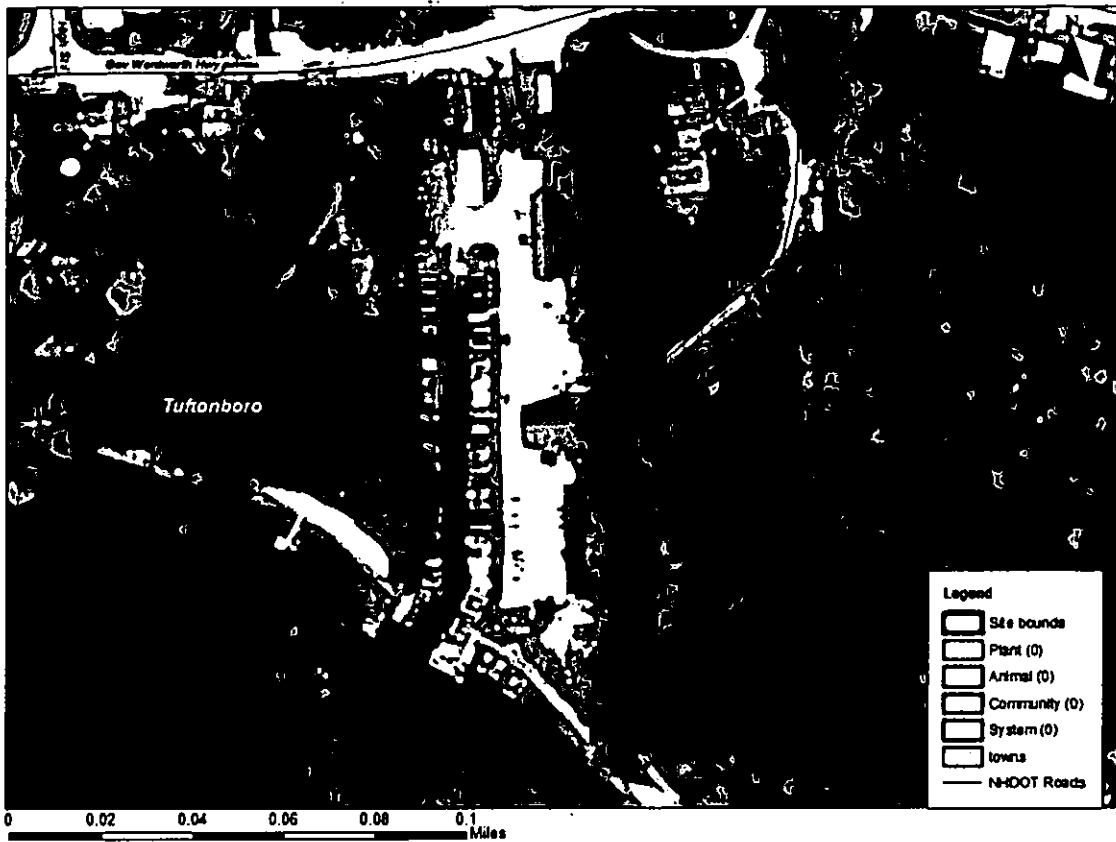 Gov Wentworth Hwy
N
Tuftonboro
Legend
Site bounds
Plant (0)
Animal (0)
Community (0)
System (0)
towns
NHDOT Roads
0 0.02 0.04 0.06 0.08 0.1
Miles